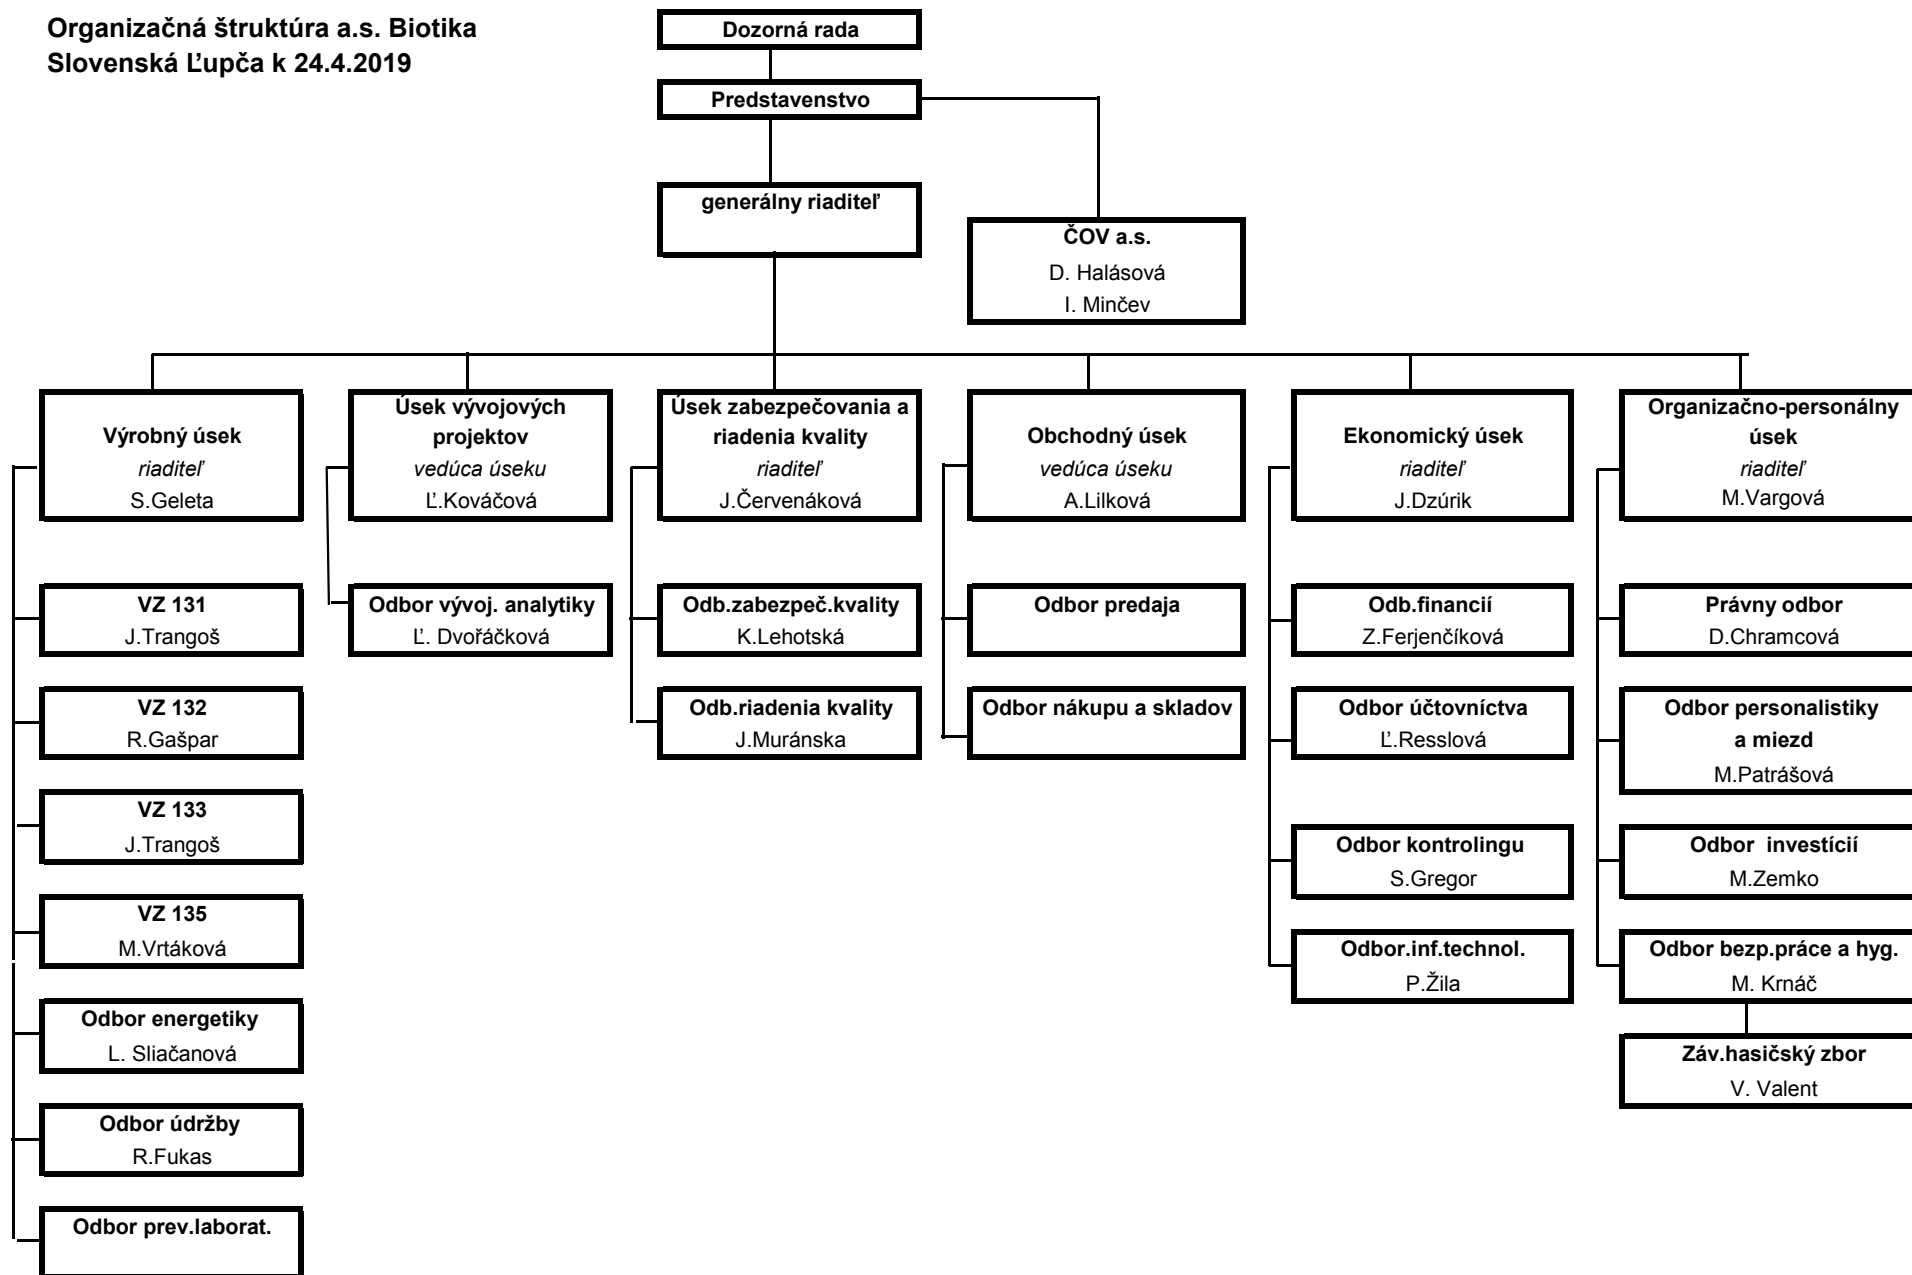 Organizačná štruktúra a.s. Biotika
Slovenská Ľupča k 24.4.2019
Dozorná rada
Predstavenstvo
generálny riaditeľ
ČOV a.s.
D. Halásová
I. Minčev
Výrobný úsek
riaditeľ
S.Geleta
Úsek vývojových
projektov
vedúca úseku
Ľ.Kováčová
Úsek zabezpečovania a
riadenia kvality
riaditeľ
J.Červenáková
Obchodný úsek
vedúca úseku
A.Lilková
Ekonomický úsek
riaditeľ
J.Dzúrik
Organizačno-personálny
úsek
riaditeľ
M.Vargová
VZ 131
J.Trangoš
VZ 132
R.Gašpar
VZ 133
J.Trangoš
VZ 135
M.Vrtáková
Odbor energetiky
L. Sliačanová
Odbor údržby
R.Fukas
Odbor prev.laborat.
Odbor vývoj. analytiky
Ľ. Dvořáčková
Odb.zabezpeč.kvality
K.Lehotská
Odb.riadenia kvality
J.Muránska
Odbor predaja
Odbor nákupu a skladov
Odb.financií
Z.Ferjenčíková
Odbor účtovníctva
Ľ.Resslová
Odbor kontrolingu
S.Gregor
Odbor.inf.technol.
P.Žila
Právny odbor
D.Chramcová
Odbor personalistiky
a miezd
M.Patrášová
Odbor  investícií
M.Zemko
Odbor bezp.práce a hyg.
M. Krnáč
Záv.hasičský zbor
V. Valent